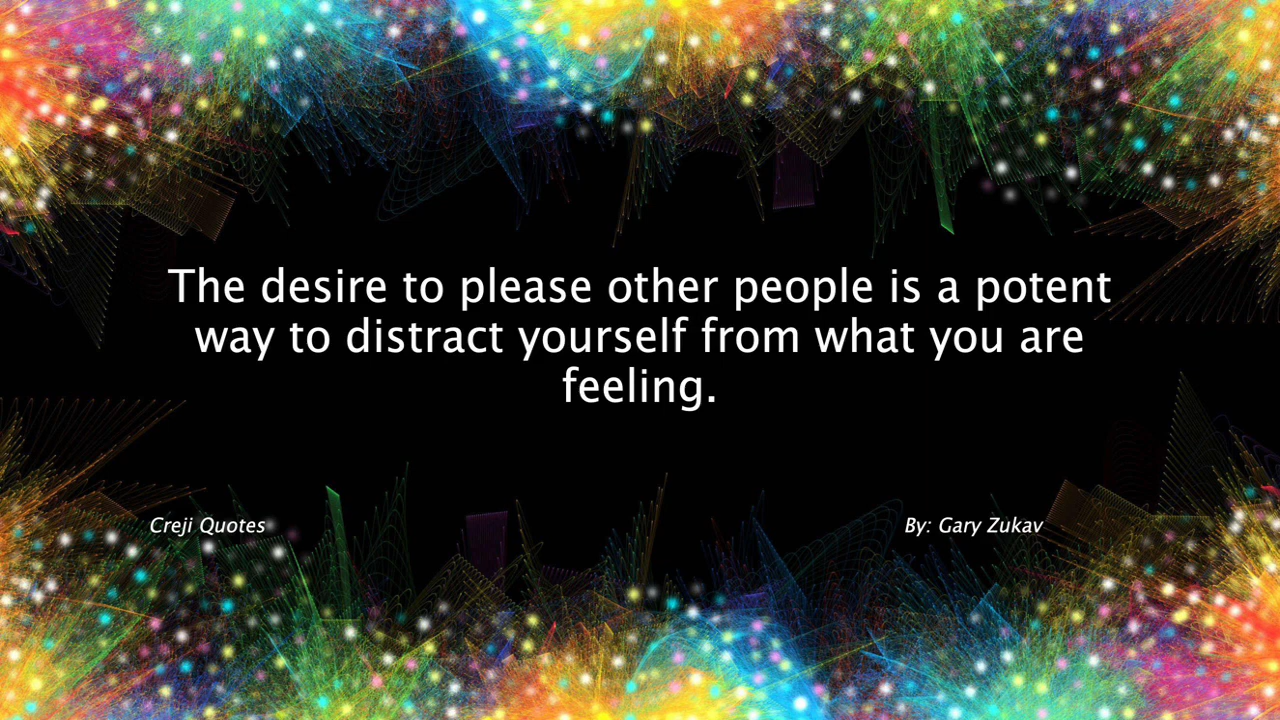 The desire to please other people is a potent
way to distract yourself from what you are
feeling.
Creji Quotes
By: Gary Zukav